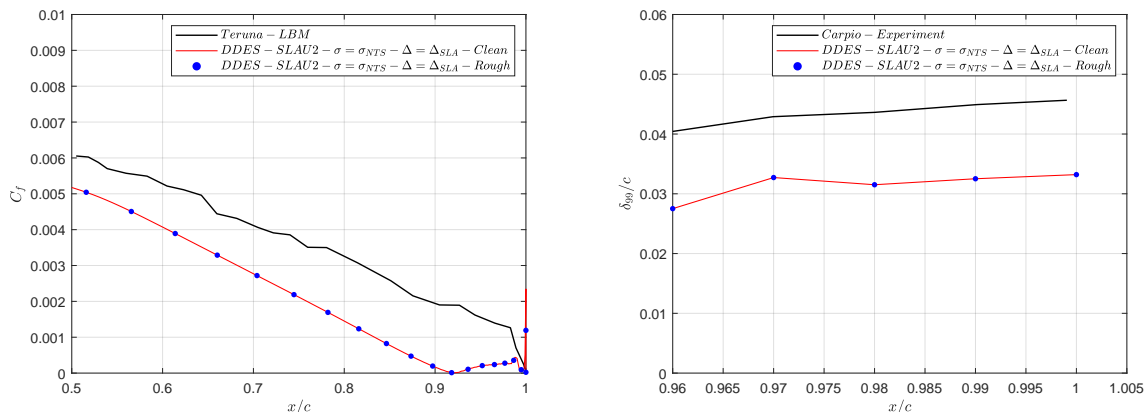 0.01
0.009
0.008
0.007
0.006
0.005
0.004
0.003
0.002
0.001
0
C_f
0.5 0.6 0.7 0.8 0.9 1
x/c
Teruna − LBM
DDES − SLAU2 − σ = σ_NTS − Δ = Δ_SLA − Clean
DDES − SLAU2 − σ = σ_NTS − Δ = Δ_SLA − Rough
0.06
0.05
0.04
0.03
0.02
0.01
0
δ_99/c
0.96 0.965 0.97 0.975 0.98 0.985 0.99 0.995 1 1.005
x/c
Carpio − Experiment
DDES − SLAU2 − σ = σ_NTS − Δ = Δ_SLA − Clean
DDES − SLAU2 − σ = σ_NTS − Δ = Δ_SLA − Rough